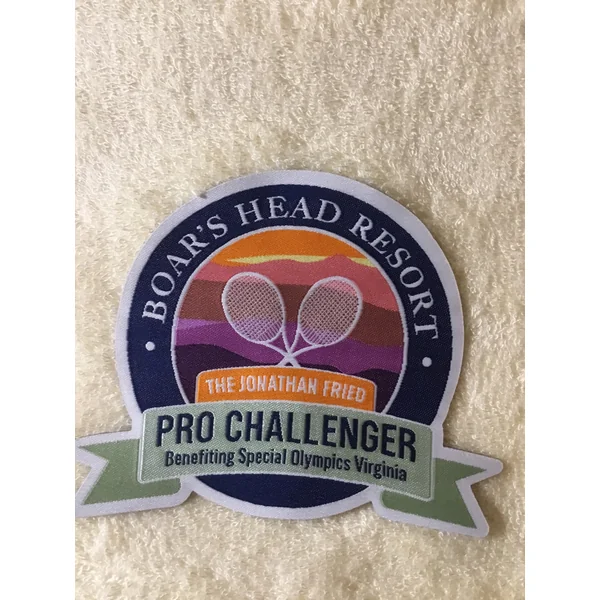 · BOAR'S HEAD RESORT ·
THE JONATHAN FRIED
PRO CHALLENGER
Benefiting Special Olympics Virginia